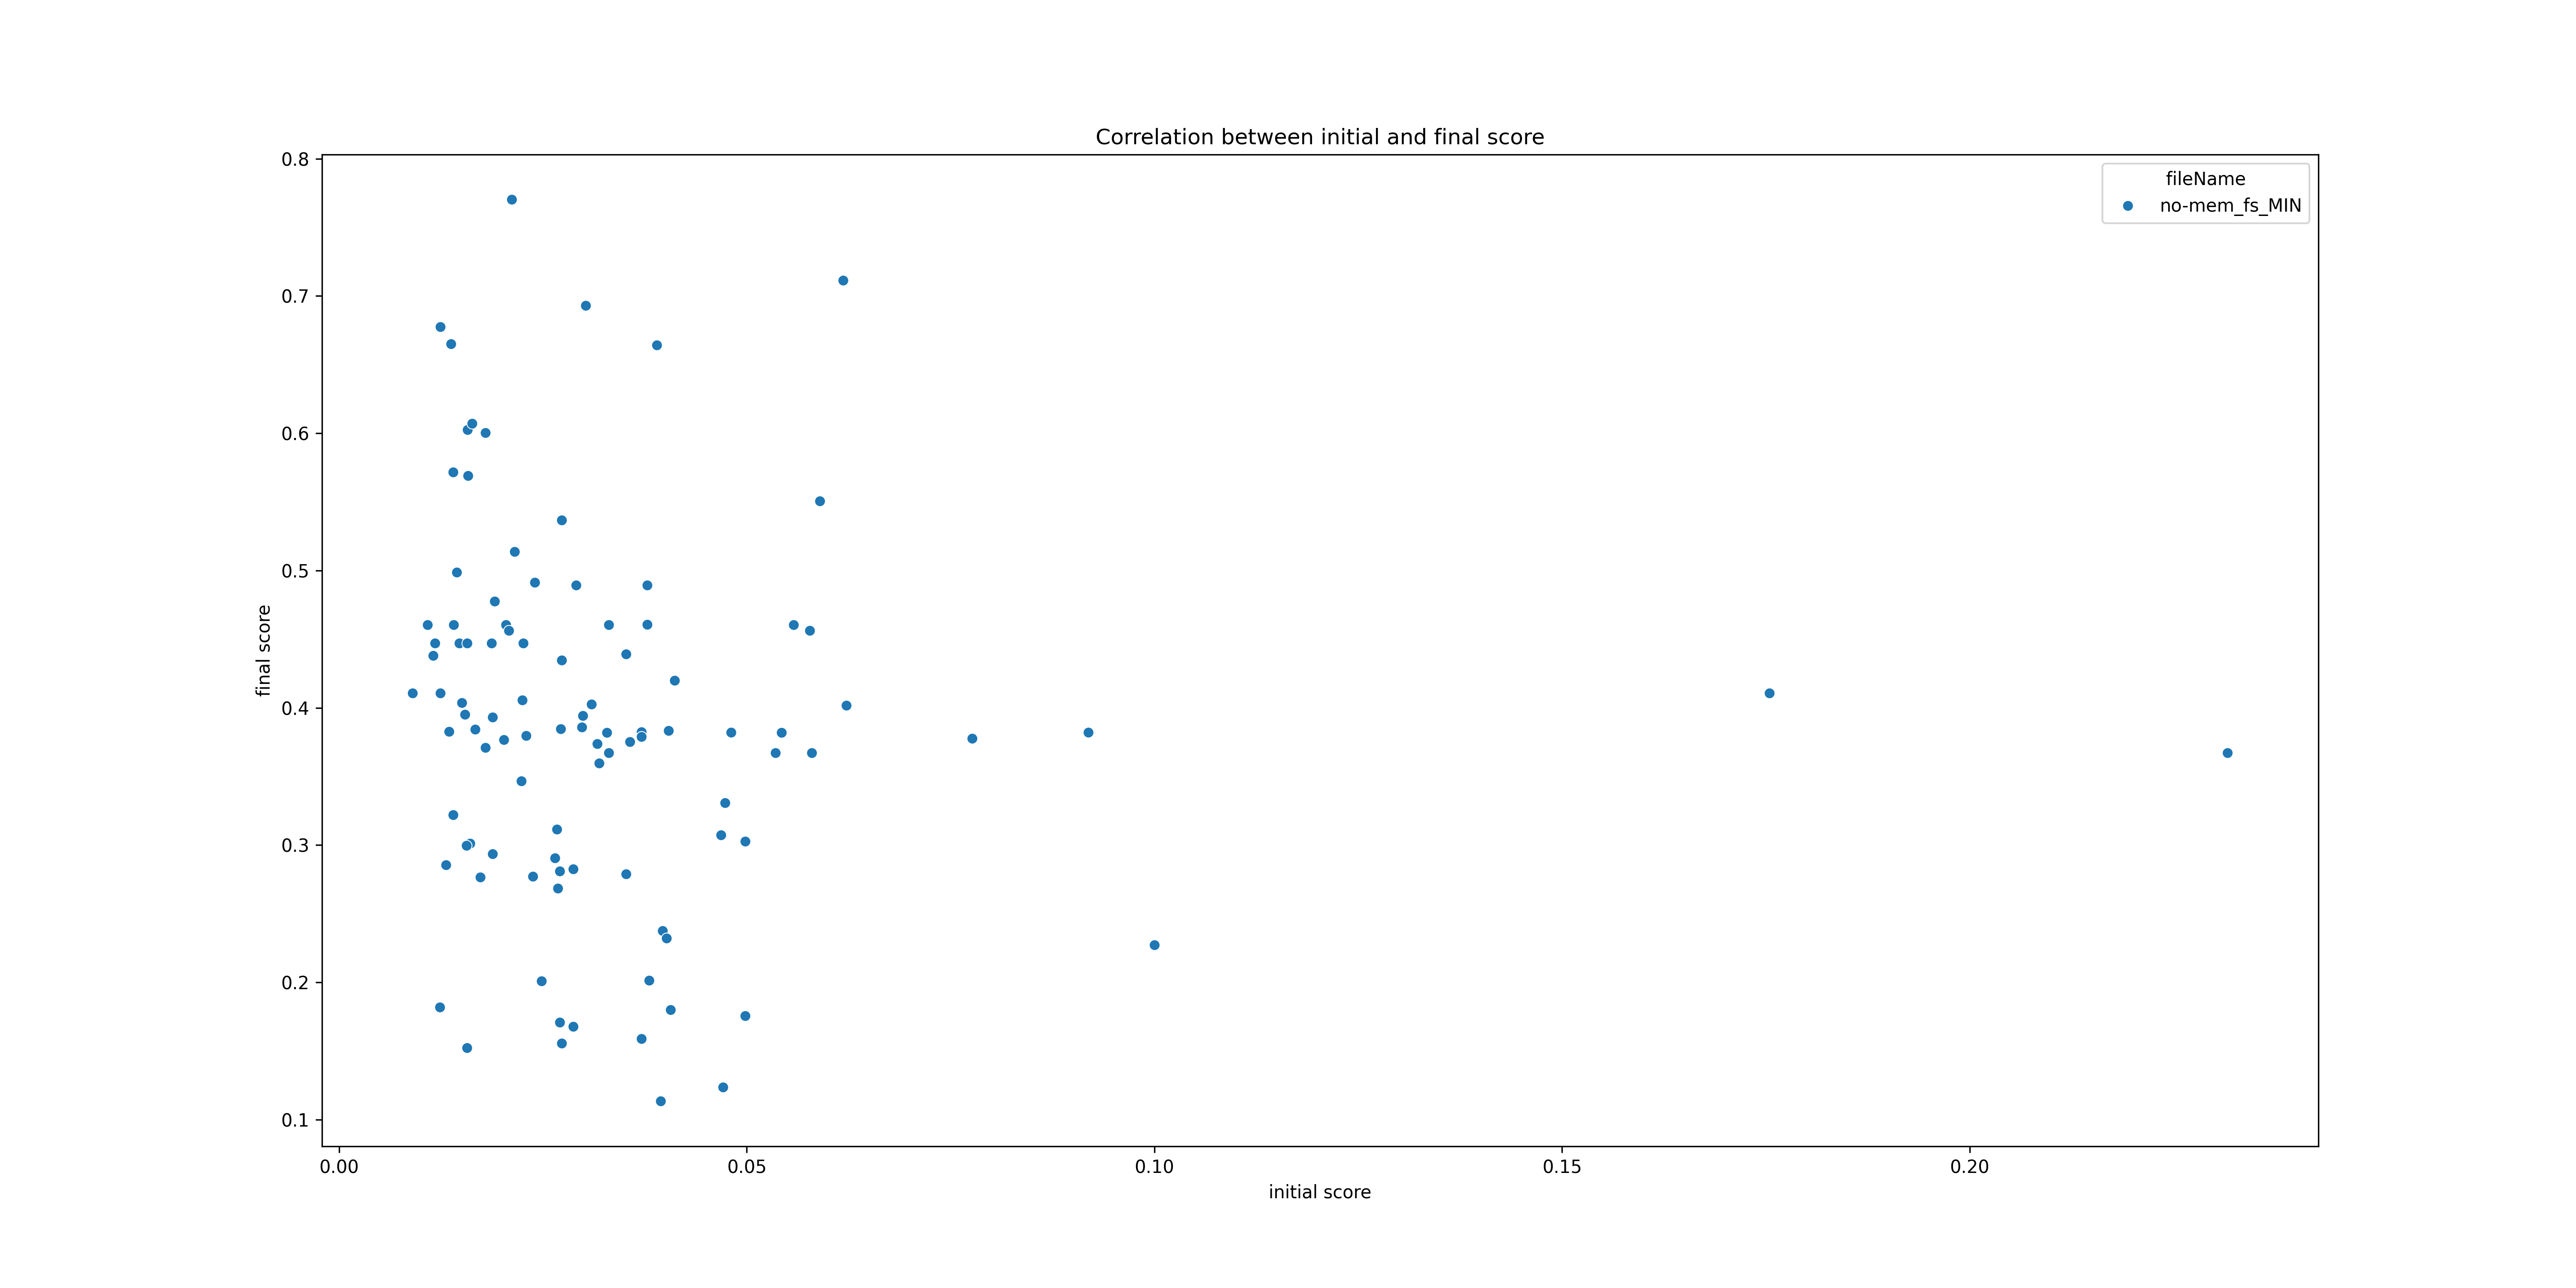 Correlation between initial and final score
fileName
no-mem_fs_MIN
0.8
0.7
0.6
0.5
0.4
0.3
0.2
0.1
final score
0.00
0.05
0.10
0.15
0.20
initial score